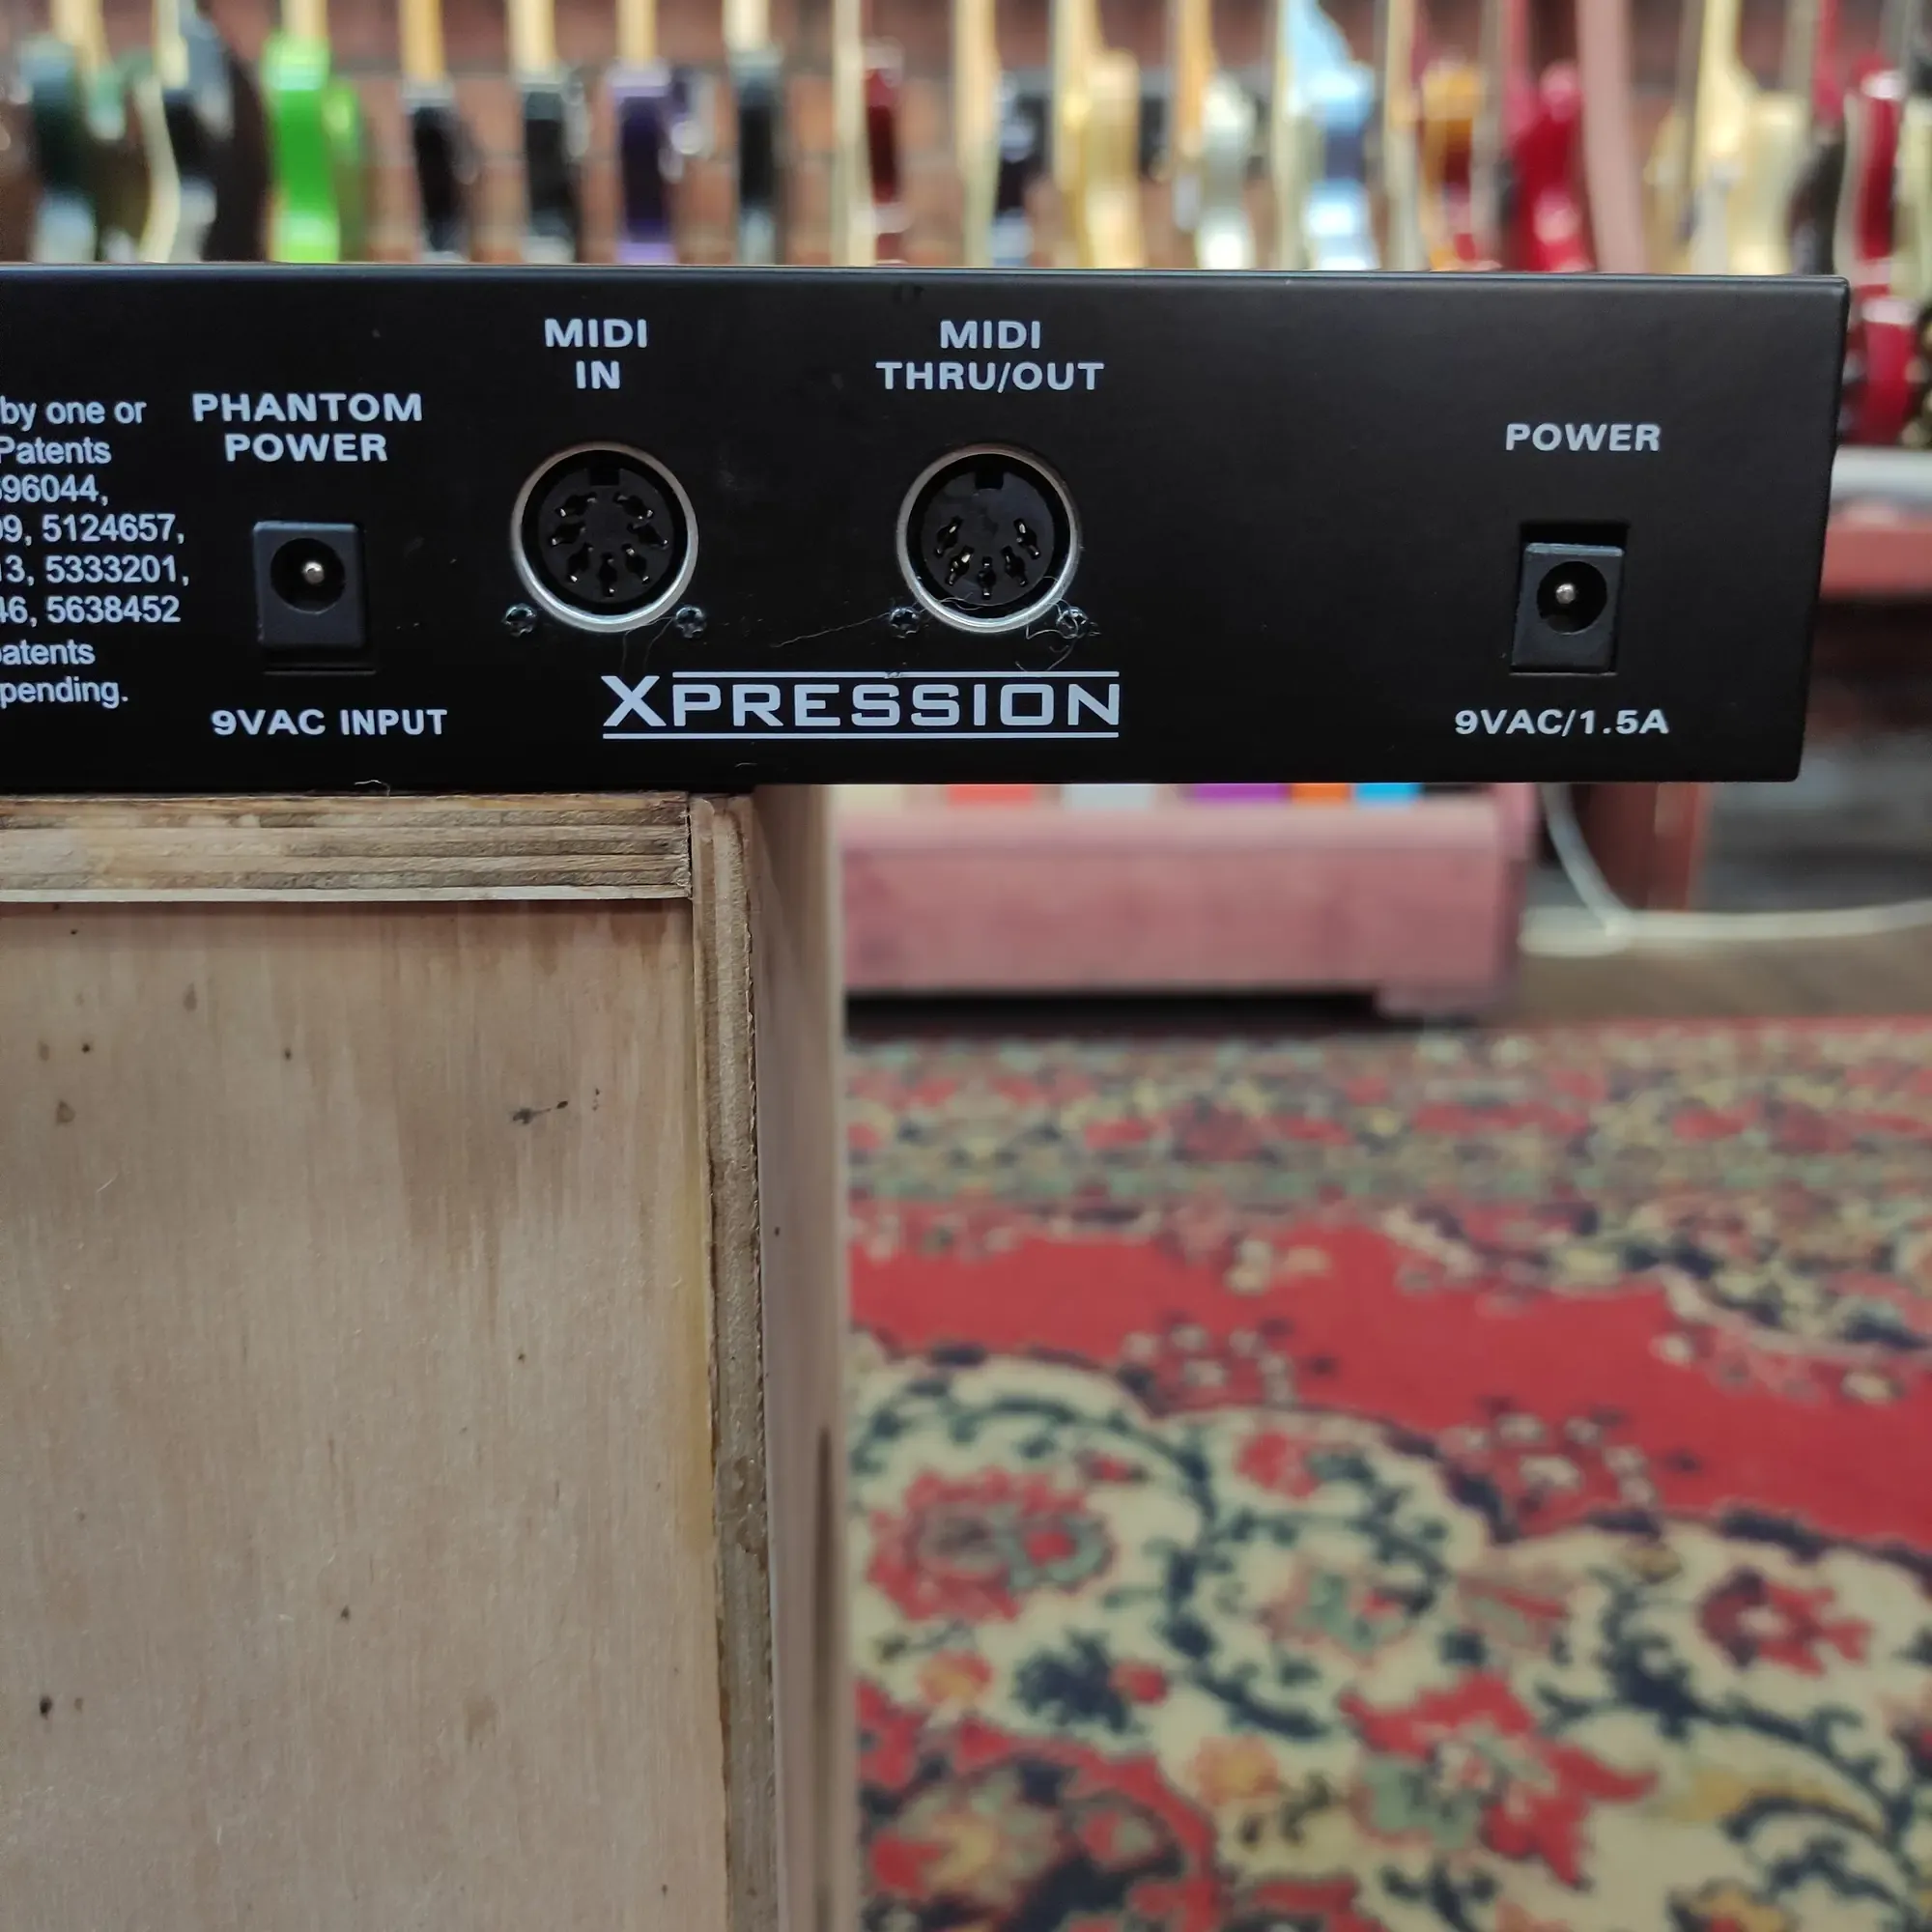 by one or
Patents
96044,
9, 5124657,
3, 5333201,
46, 5638452
patents
pending.
PHANTOM
POWER
9VAC INPUT
MIDI
IN
MIDI
THRU/OUT
XPRESSION
POWER
9VAC/1.5A